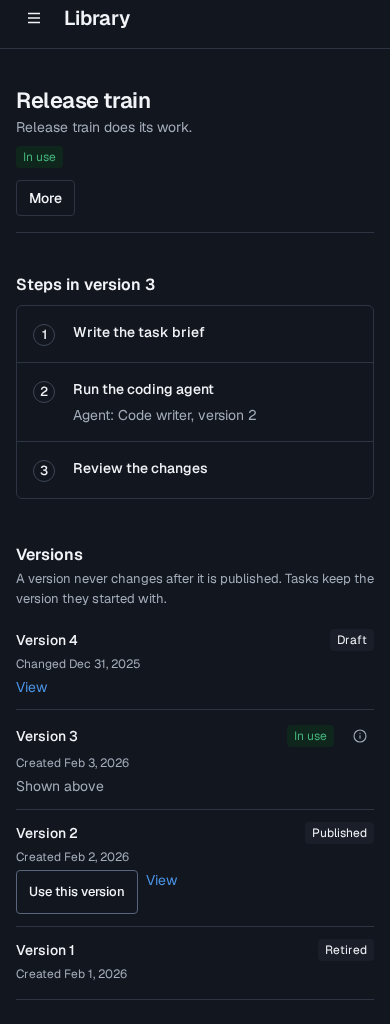 Library
Release train
Release train does its work.
In use
More
Steps in version 3
1 Write the task brief
2 Run the coding agent
Agent: Code writer, version 2
3 Review the changes
Versions
A version never changes after it is published. Tasks keep the
version they started with.
Version 4 Draft
Changed Dec 31, 2025
View
Version 3 In use
Created Feb 3, 2026
Shown above
Version 2 Published
Created Feb 2, 2026
Use this version View
Version 1 Retired
Created Feb 1, 2026